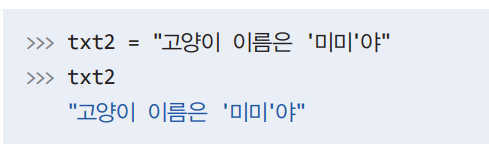 >>> txt2 = "고양이 이름은 '미미'야"
>>> txt2
"고양이 이름은 '미미'야"